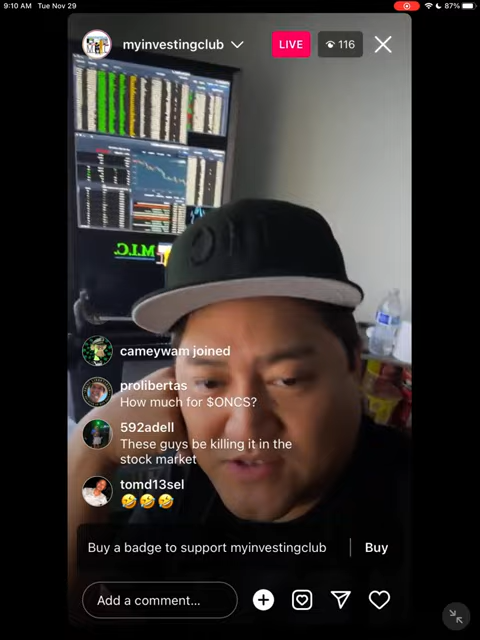 9:10 AM Tue Nov 29
87%
myinvestingclub
LIVE
116
M.I.C.
cameywam joined
prolibertas
How much for $ONCS?
592adell
These guys be killing it in the
stock market
tomd13sel
Buy a badge to support myinvestingclub
Buy
Add a comment...